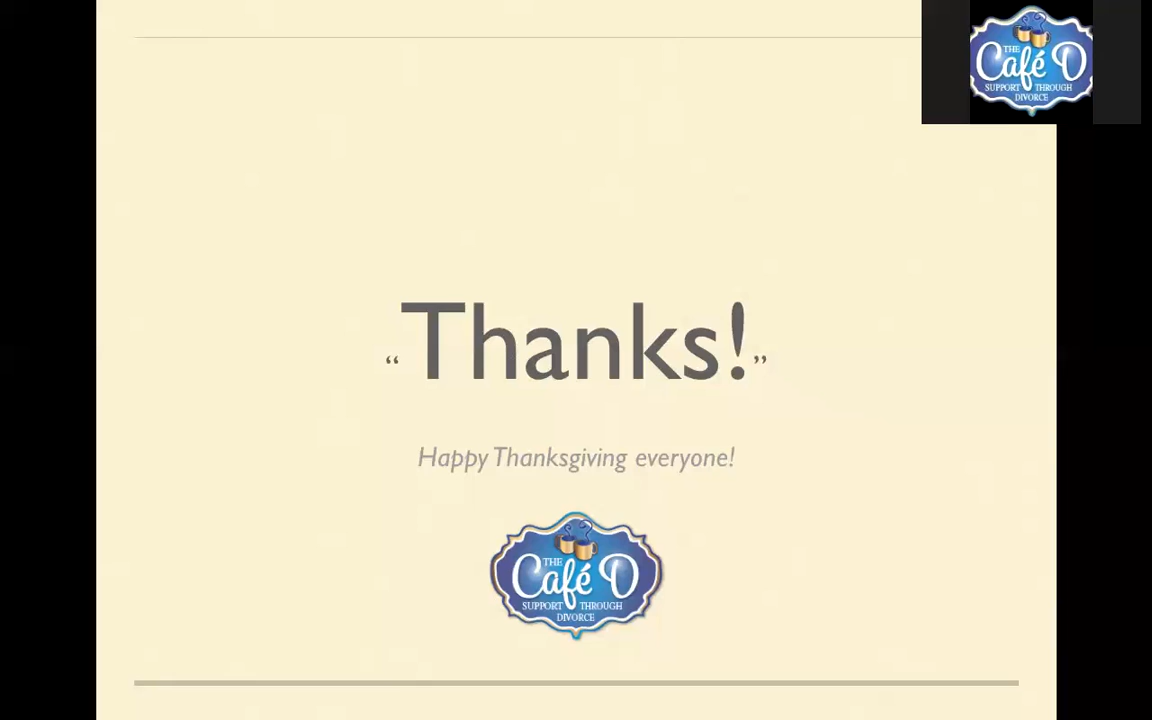 THE
Café D
SUPPORT THROUGH
DIVORCE
“Thanks!”
Happy Thanksgiving everyone!
THE
Café D
SUPPORT THROUGH
DIVORCE